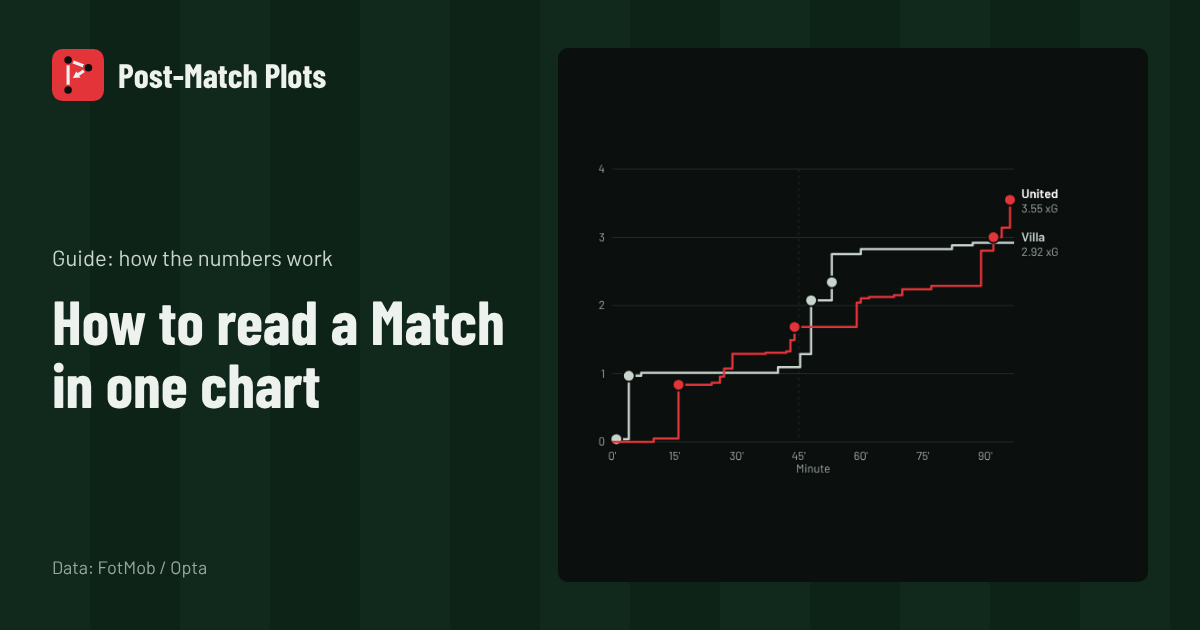 Post-Match Plots
Guide: how the numbers work
How to read a Match
in one chart
Data: FotMob / Opta
4
3
2
1
0
0'
15'
30'
45'
60'
75'
90'
Minute
United
3.55 xG
Villa
2.92 xG